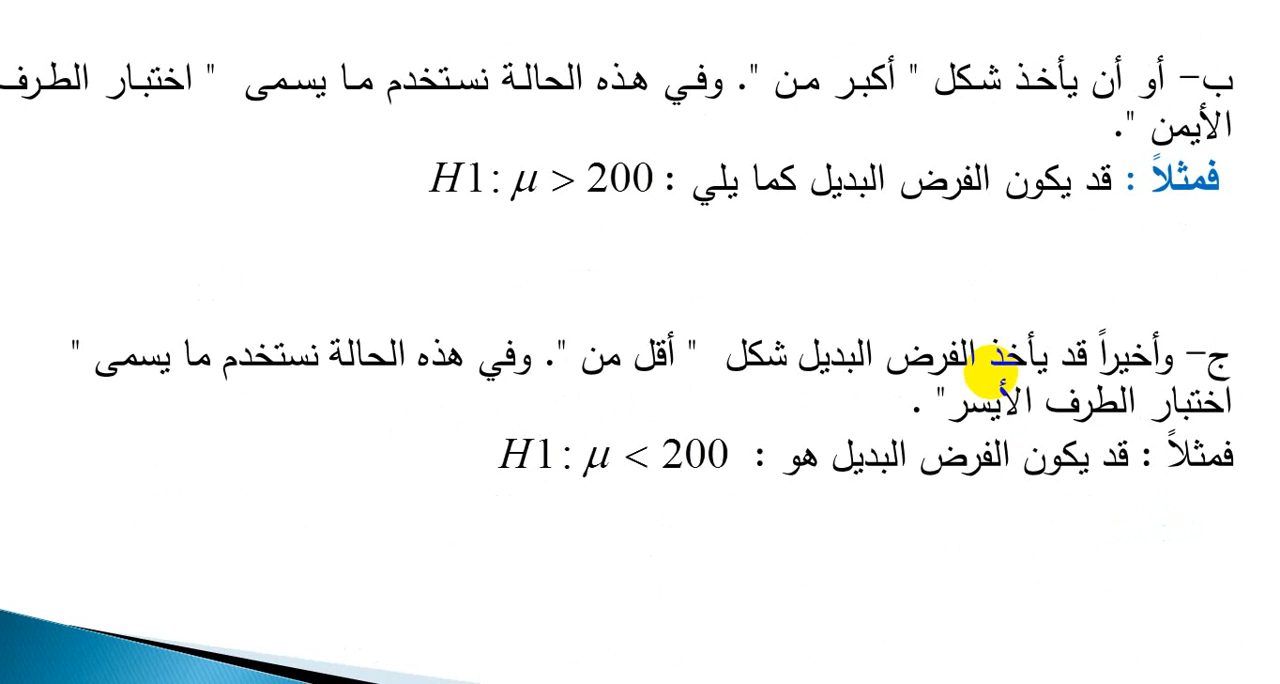 ب- أو أن يأخذ شكل " أكبر من ". وفي هذه الحالة نستخدم ما يسمى " اختبار الطرف
الأيمن ".
فمثلاً : قد يكون الفرض البديل كما يلي : H1: μ > 200
ج- وأخيراً قد يأخذ الفرض البديل شكل " أقل من ". وفي هذه الحالة نستخدم ما يسمى "
اختبار الطرف الأيسر" .
فمثلاً : قد يكون الفرض البديل هو : H1: μ < 200